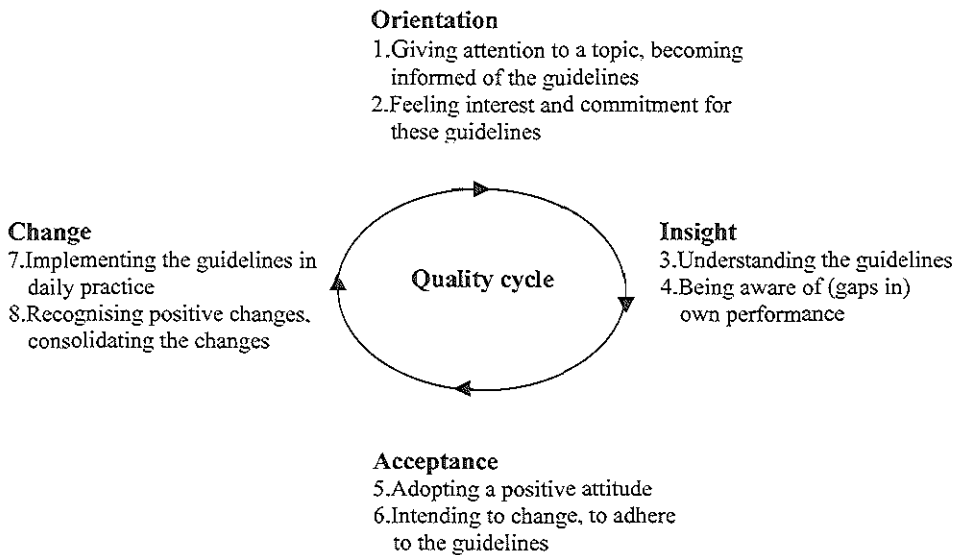 Orientation
1.Giving attention to a topic, becoming
informed of the guidelines
2.Feeling interest and commitment for
these guidelines
Change
7.Implementing the guidelines in
daily practice
8.Recognising positive changes,
consolidating the changes
Quality cycle
Insight
3.Understanding the guidelines
4.Being aware of (gaps in)
own performance
Acceptance
5.Adopting a positive attitude
6.Intending to change, to adhere
to the guidelines